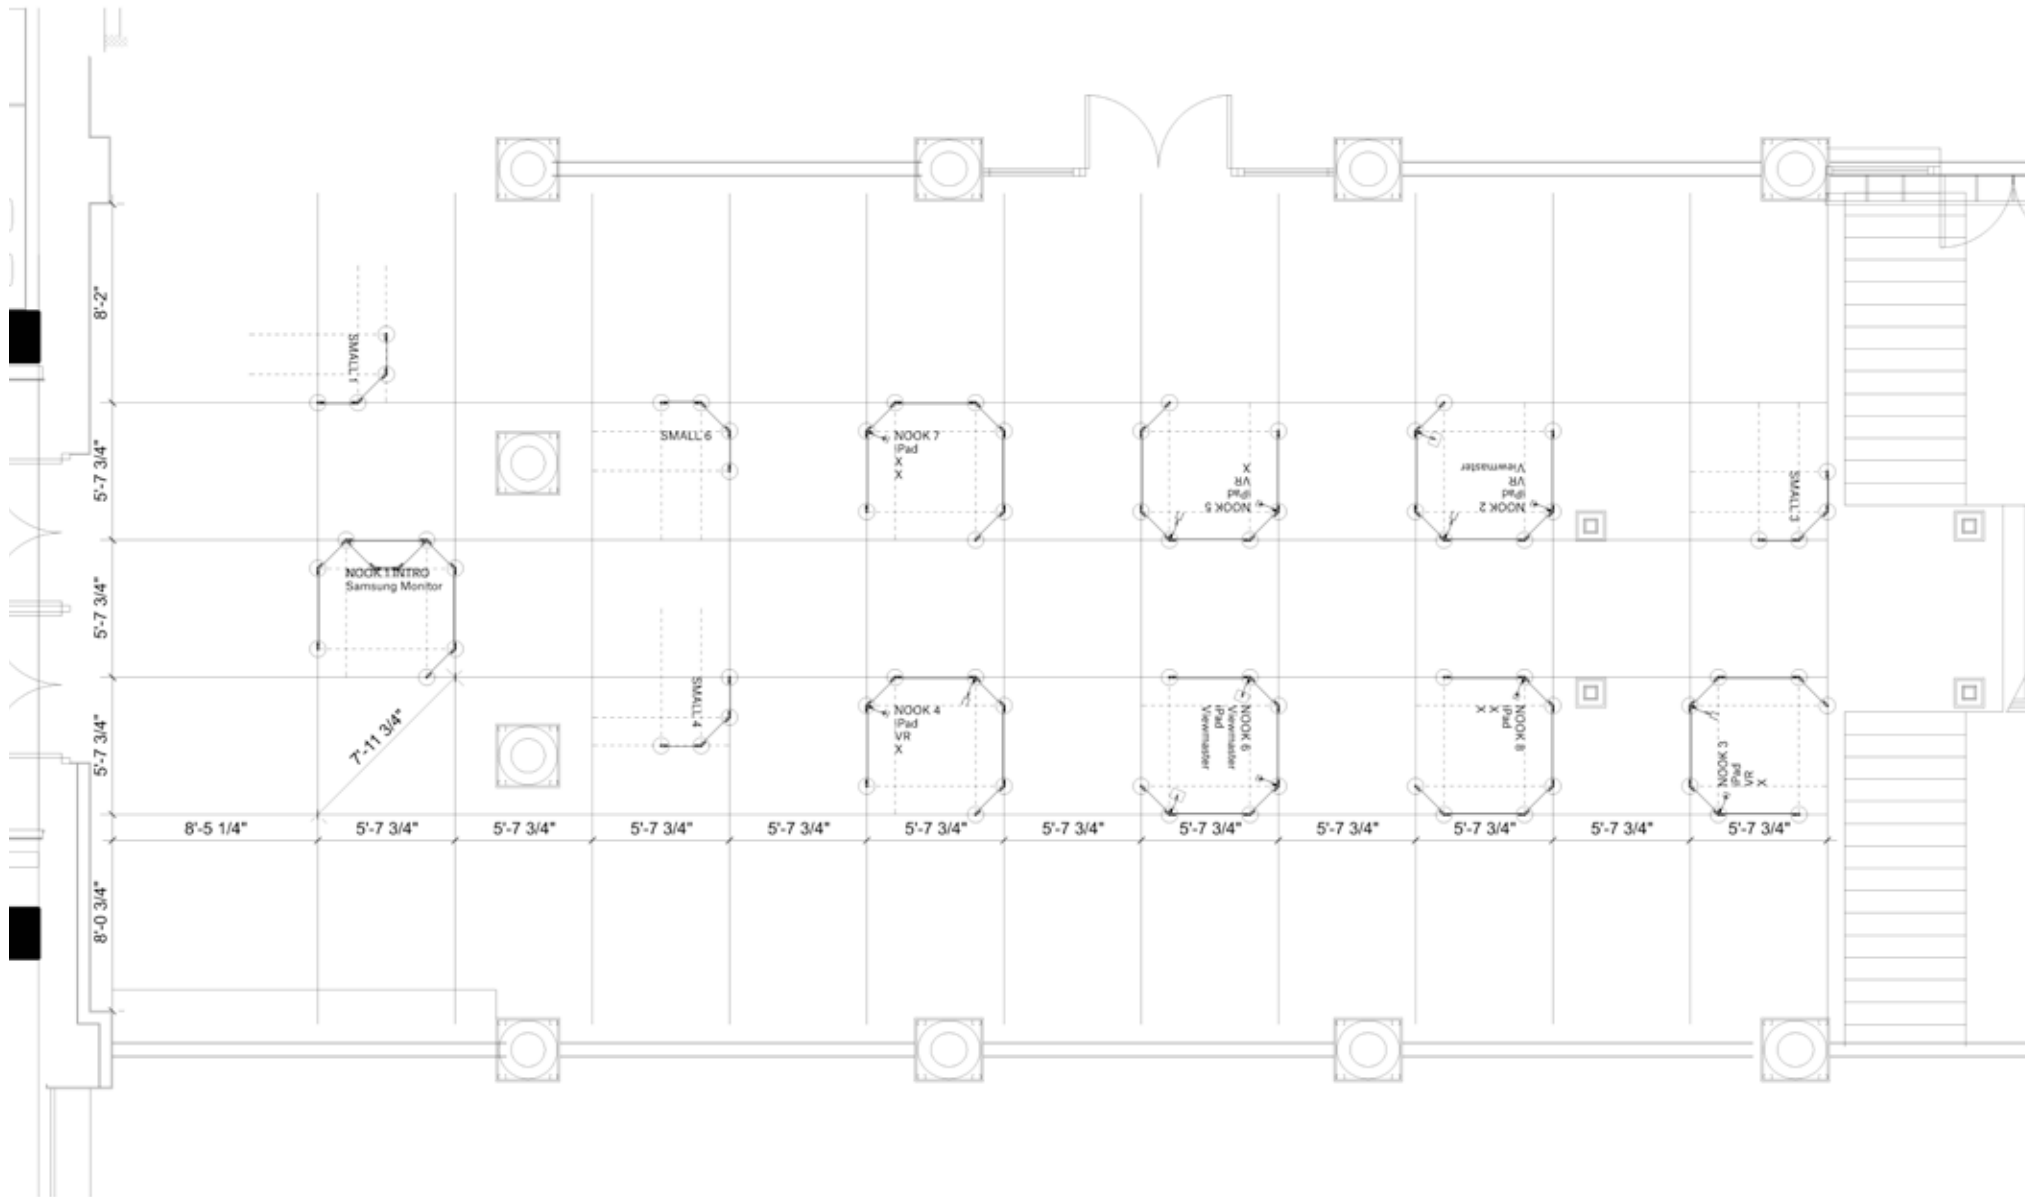 8'-2"
SMALL 1
5'-7 3/4"
SMALL 6
NOOK 7
iPad
X
X
NOOK 5
iPad
VR
X
NOOK 2
iPad
VR
Viewmaster
SMALL 3
5'-7 3/4"
NOOK 1 INTRO
Samsung Monitor
5'-7 3/4"
7'-11 3/4"
SMALL 4
NOOK 4
iPad
VR
X
NOOK 6
Viewmaster
iPad
Viewmaster
NOOK 8
iPad
X
X
NOOK 3
iPad
VR
X
8'-5 1/4"
5'-7 3/4"
5'-7 3/4"
5'-7 3/4"
5'-7 3/4"
5'-7 3/4"
5'-7 3/4"
5'-7 3/4"
5'-7 3/4"
5'-7 3/4"
5'-7 3/4"
5'-7 3/4"
8'-0 3/4"